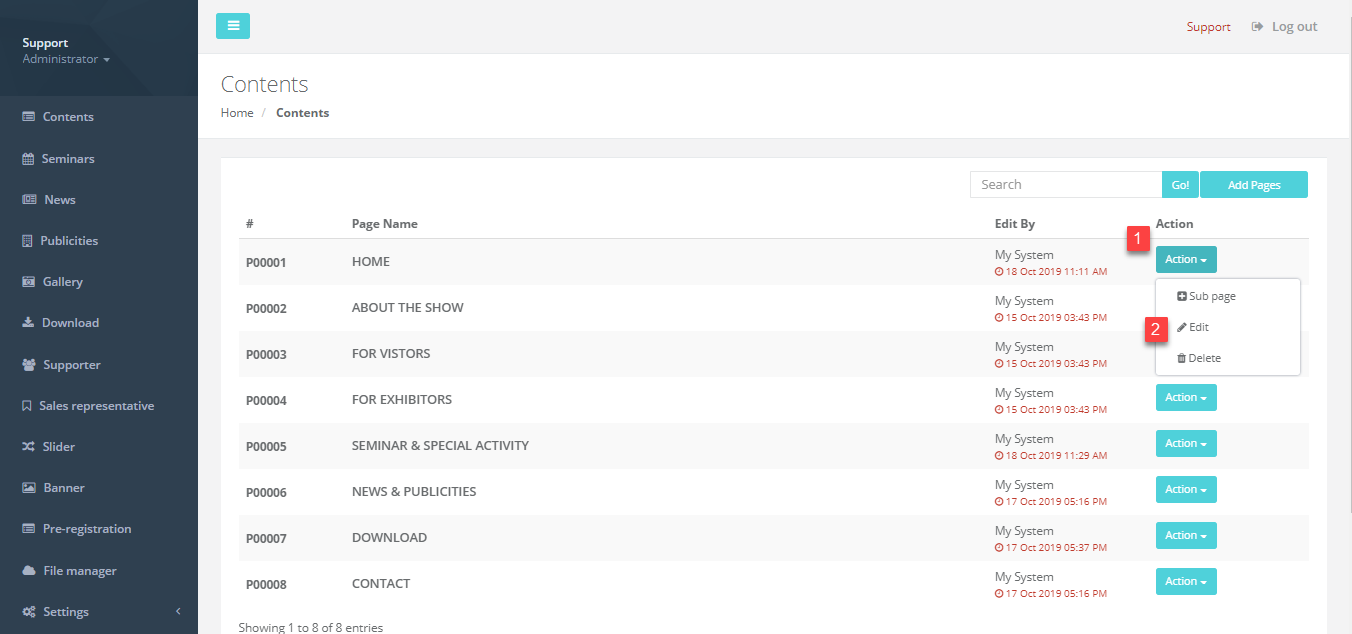 Support
Administrator
Contents
Seminars
News
Publicities
Gallery
Download
Supporter
Sales representative
Slider
Banner
Pre-registration
File manager
Settings
Support Log out
Contents
Home / Contents
Search Go! Add Pages
# Page Name Edit By Action
P00001 HOME My System 1 Action
18 Oct 2019 11:11 AM
Sub page
2 Edit
Delete
P00002 ABOUT THE SHOW My System
15 Oct 2019 03:43 PM
P00003 FOR VISTORS My System
15 Oct 2019 03:43 PM
P00004 FOR EXHIBITORS My System Action
15 Oct 2019 03:43 PM
P00005 SEMINAR & SPECIAL ACTIVITY My System Action
18 Oct 2019 11:29 AM
P00006 NEWS & PUBLICITIES My System Action
17 Oct 2019 05:16 PM
P00007 DOWNLOAD My System Action
17 Oct 2019 05:37 PM
P00008 CONTACT My System Action
17 Oct 2019 05:16 PM
Showing 1 to 8 of 8 entries